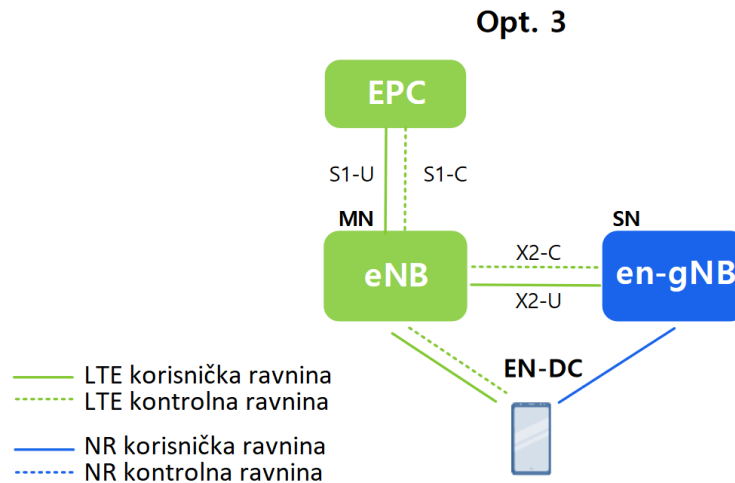 Opt. 3
EPC
S1-U
S1-C
MN
SN
eNB
X2-C
X2-U
en-gNB
EN-DC
LTE korisnička ravnina
LTE kontrolna ravnina
NR korisnička ravnina
NR kontrolna ravnina